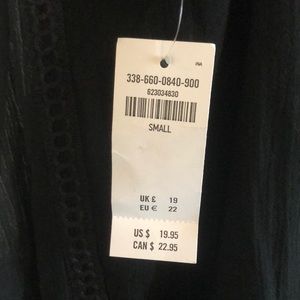 338-660-0840-900
623034830
SMALL
UK £ 19
EU € 22
US $ 19.95
CAN $ 22.95